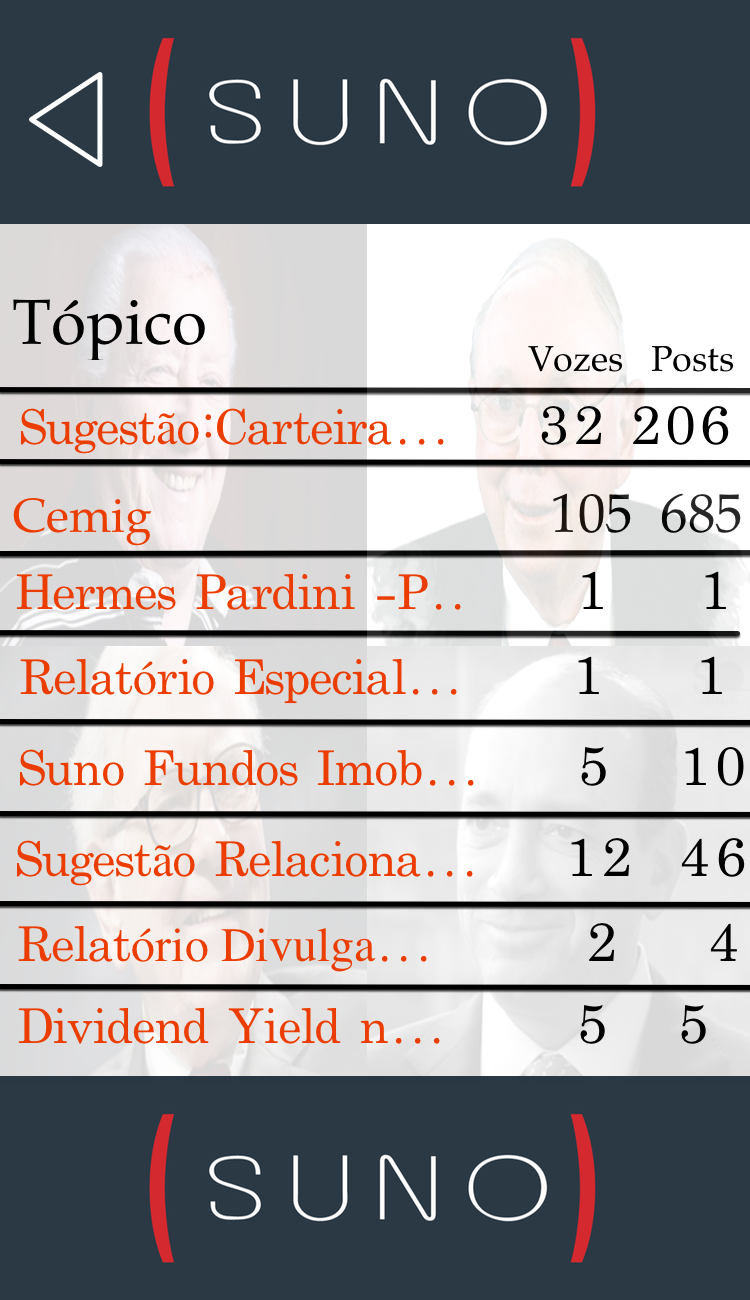 ( SUNO )
Tópico Vozes Posts
Sugestão:Carteira... 32 206
Cemig 105 685
Hermes Pardini -P.. 1 1
Relatório Especial... 1 1
Suno Fundos Imob... 5 10
Sugestão Relaciona... 12 46
Relatório Divulga... 2 4
Dividend Yield n... 5 5
( SUNO )